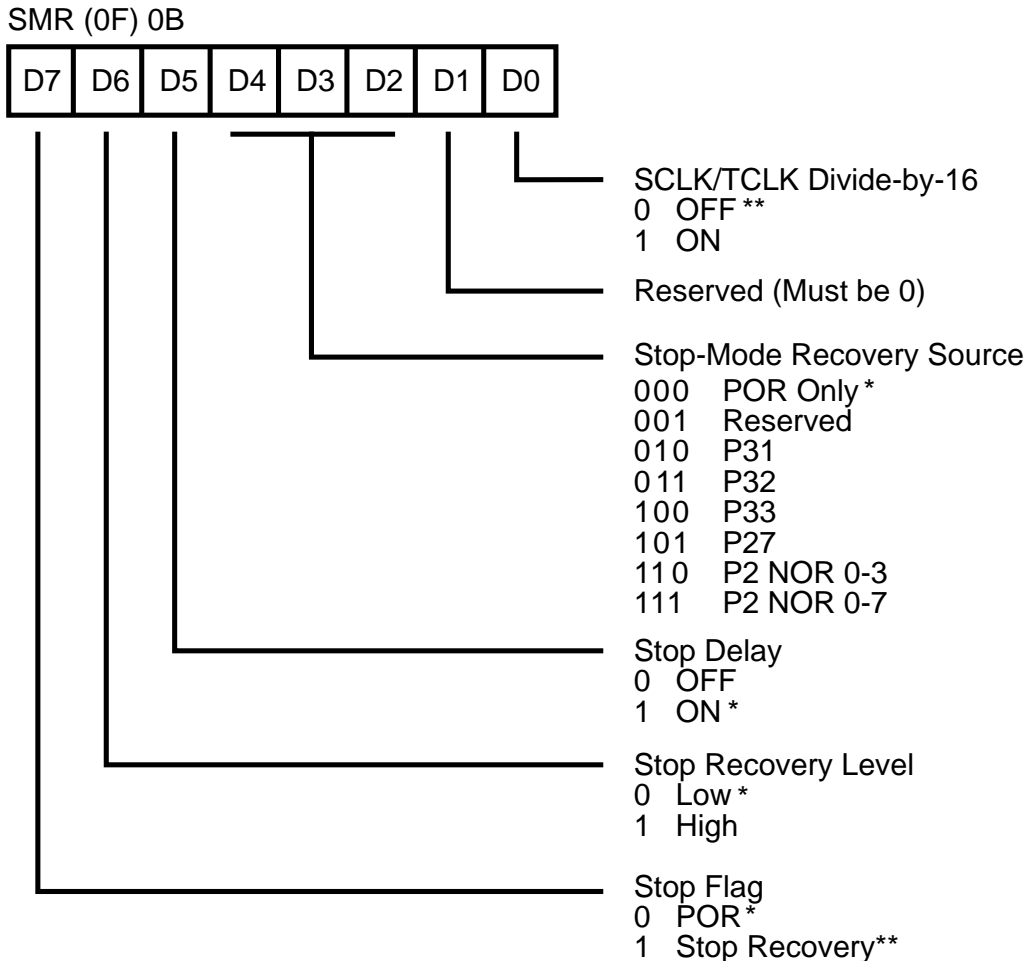 SMR (0F) 0B
D7 D6 D5 D4 D3 D2 D1 D0
SCLK/TCLK Divide-by-16
0 OFF **
1 ON
Reserved (Must be 0)
Stop-Mode Recovery Source
000 POR Only *
001 Reserved
010 P31
011 P32
100 P33
101 P27
110 P2 NOR 0-3
111 P2 NOR 0-7
Stop Delay
0 OFF
1 ON *
Stop Recovery Level
0 Low *
1 High
Stop Flag
0 POR *
1 Stop Recovery**